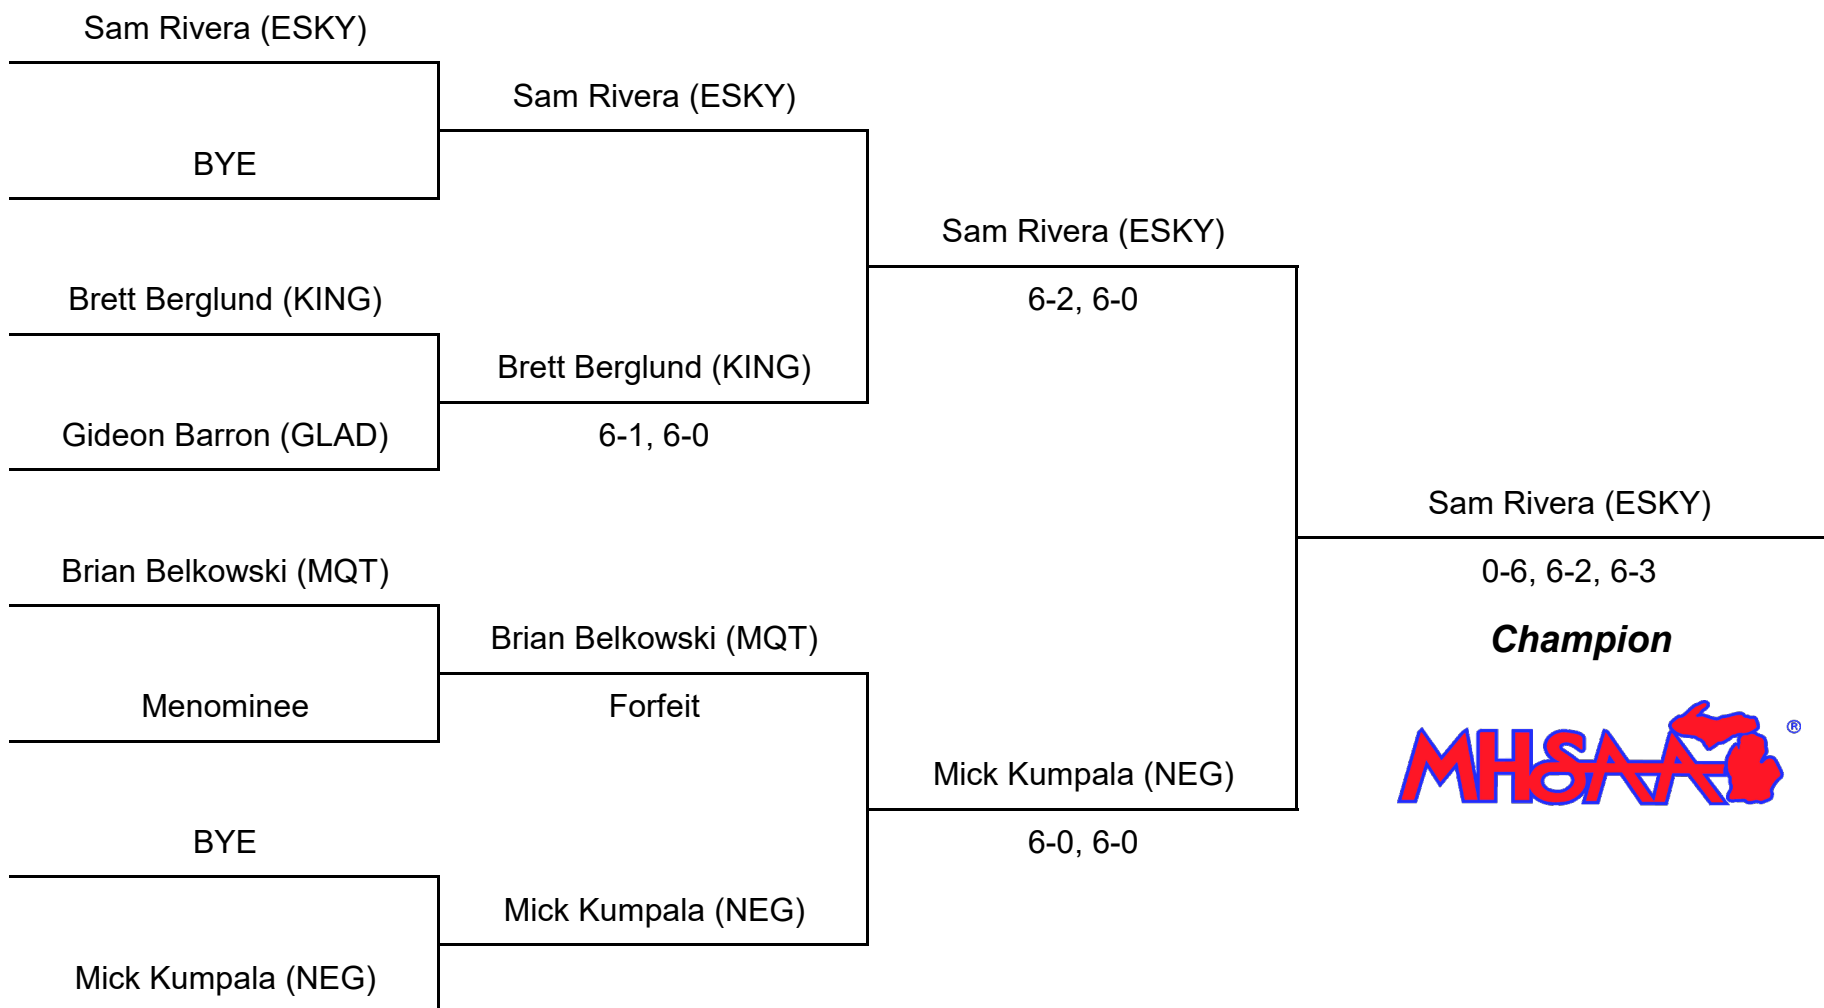 Sam Rivera (ESKY)
BYE
Brett Berglund (KING)
Gideon Barron (GLAD)
Brian Belkowski (MQT)
Menominee
BYE
Mick Kumpala (NEG)
Sam Rivera (ESKY)
Brett Berglund (KING)
6-1, 6-0
Brian Belkowski (MQT)
Forfeit
Mick Kumpala (NEG)
Sam Rivera (ESKY)
6-2, 6-0
Mick Kumpala (NEG)
6-0, 6-0
Sam Rivera (ESKY)
0-6, 6-2, 6-3
Champion
MHSAA ®